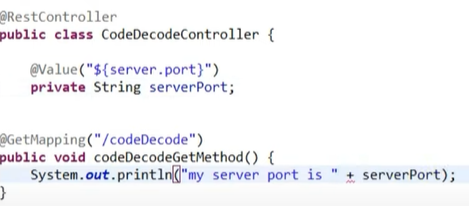 @RestController
public class CodeDecodeController {
@Value("${server.port}")
private String serverPort;
@GetMapping("/codeDecode")
public void codeDecodeGetMethod() {
System.out.println("my server port is " + serverPort);
}